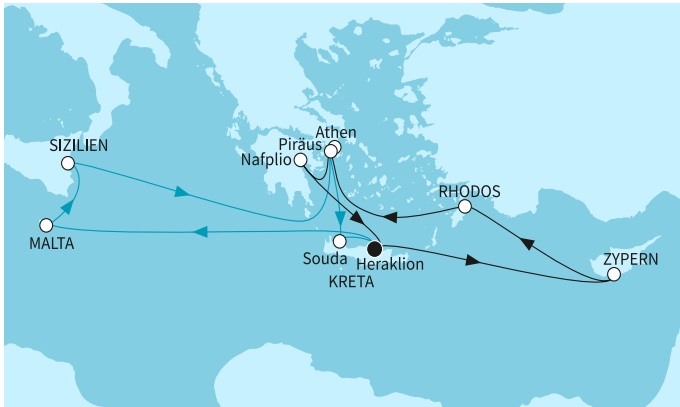 Athen
Piräus
SIZILIEN
Nafplio
RHODOS
MALTA
Souda
Heraklion
ZYPERN
KRETA